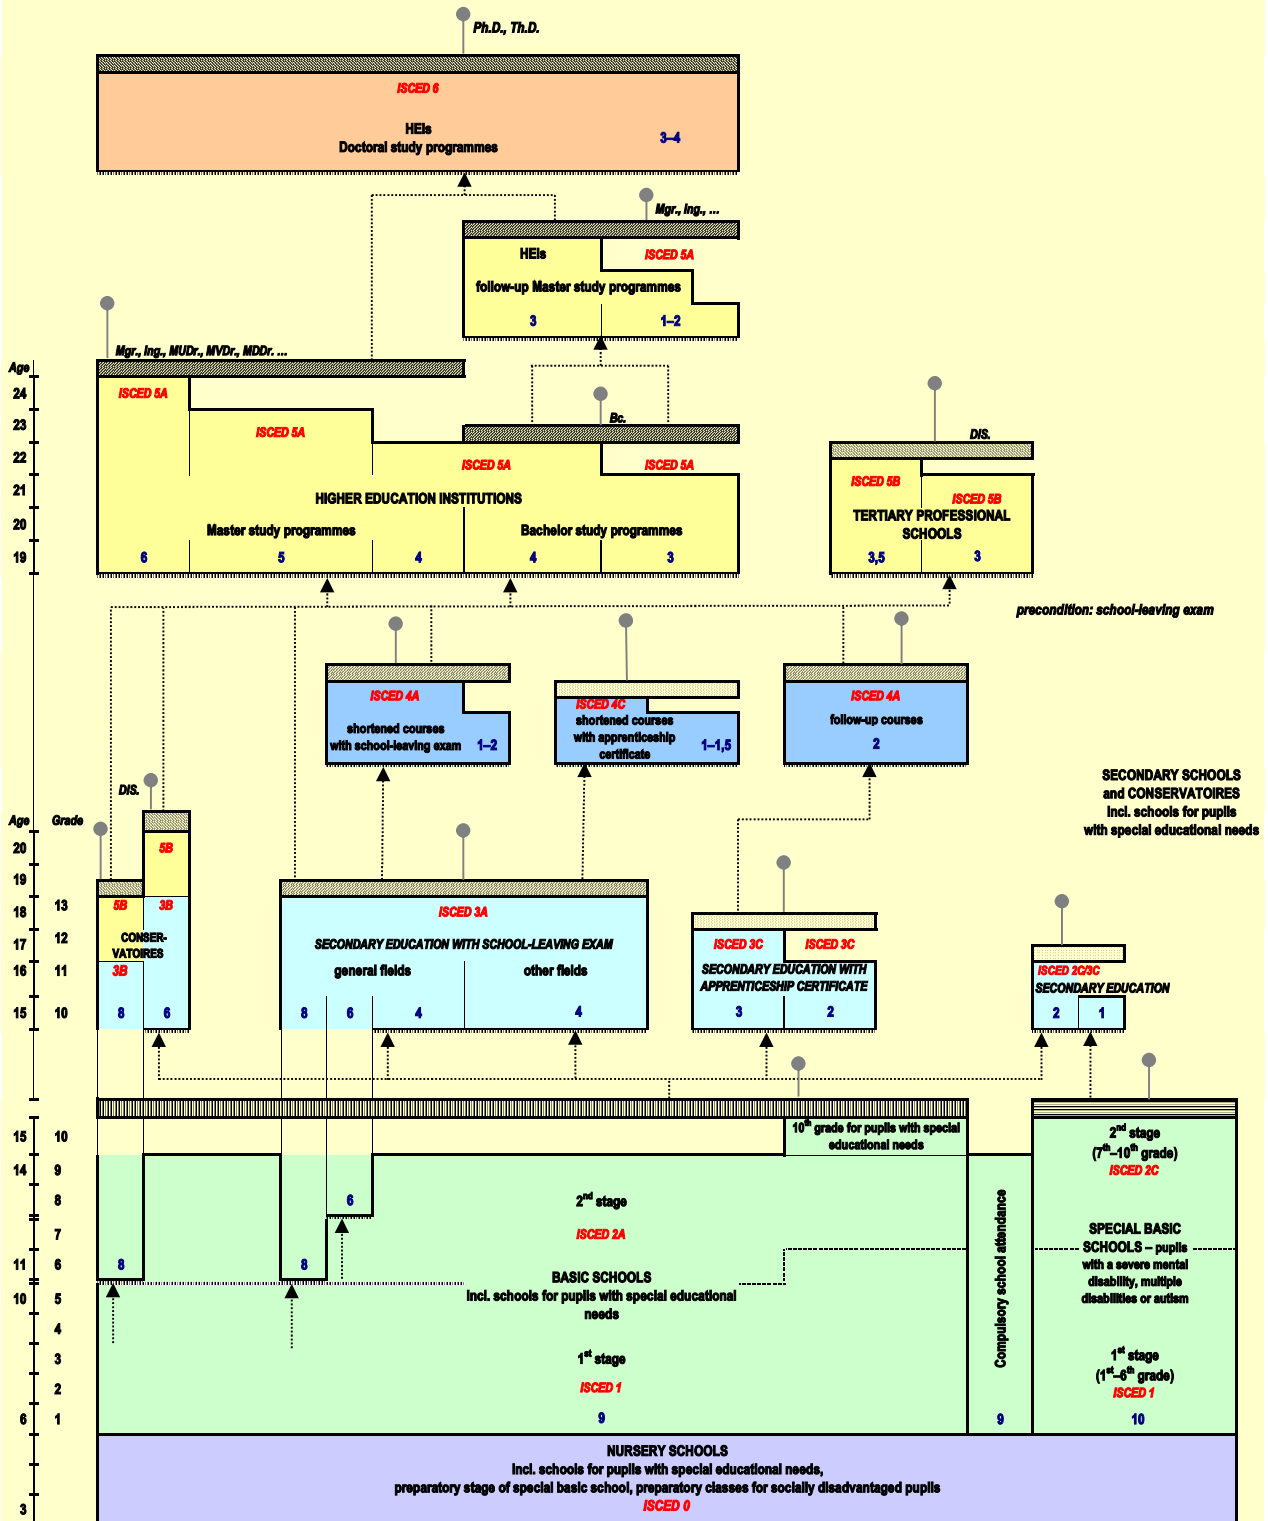 Ph.D., Th.D.
ISCED 6
HEIs
Doctoral study programmes
3–4
Mgr., Ing., ...
HEIs
ISCED 5A
follow-up Master study programmes
3
1–2
Mgr., Ing., MUDr., MVDr., MDDr. ...
Age
24
ISCED 5A
23
ISCED 5A
Bc.
22
ISCED 5A
ISCED 5A
DIS.
ISCED 5B
21
HIGHER EDUCATION INSTITUTIONS
ISCED 5B
20
Master study programmes
Bachelor study programmes
TERTIARY PROFESSIONAL
SCHOOLS
19
6
5
4
4
3
3,5
3
precondition: school-leaving exam
ISCED 4A
shortened courses
with school-leaving exam
1–2
ISCED 4C
shortened courses
with apprenticeship
certificate
1–1,5
ISCED 4A
follow-up courses
2
SECONDARY SCHOOLS
and CONSERVATOIRES
incl. schools for pupils
with special educational needs
DIS.
Age
Grade
20
5B
19
18
13
5B
3B
ISCED 3A
17
12
CONSER-
VATOIRES
SECONDARY EDUCATION WITH SCHOOL-LEAVING EXAM
ISCED 3C
ISCED 3C
16
11
3B
general fields
other fields
SECONDARY EDUCATION WITH
APPRENTICESHIP CERTIFICATE
ISCED 2C/3C
SECONDARY EDUCATION
15
10
8
6
8
6
4
4
3
2
2
1
15
10
10th grade for pupils with special
educational needs
2nd stage
(7th–10th grade)
ISCED 2C
14
9
8
6
2nd stage
7
ISCED 2A
SPECIAL BASIC
SCHOOLS – pupils
with a severe mental
disability, multiple
disabilities or autism
11
6
8
8
BASIC SCHOOLS
incl. schools for pupils with special educational
needs
10
5
4
Compulsory school attendance
3
1st stage
1st stage
(1st–6th grade)
2
ISCED 1
ISCED 1
6
1
9
9
10
NURSERY SCHOOLS
incl. schools for pupils with special educational needs,
preparatory stage of special basic school, preparatory classes for socially disadvantaged pupils
3
ISCED 0